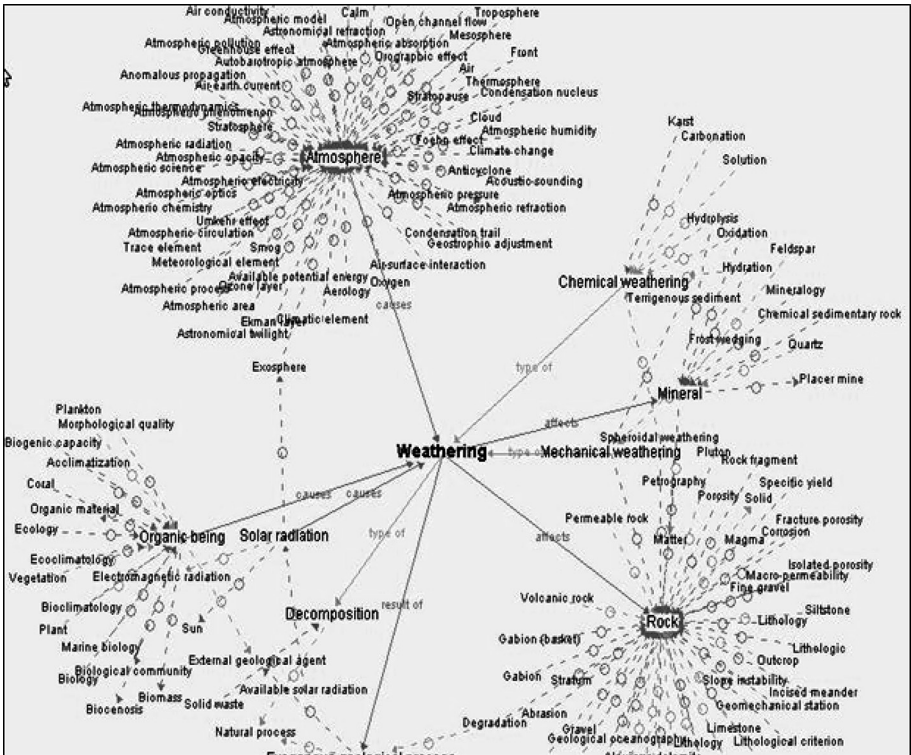 Air conductivity
Calm
Troposphere
Atmospheric model
Open channel flow
Astronomical refraction
Mesosphere
Atmospheric pollution
Atmospheric absorption
Greenhouse effect
Front
Orographic effect
Autobarotropic atmosphere
Air
Anomalous propagation
Thermosphere
Air-earth current
Condensation nucleus
Stratopause
Atmospheric thermodynamics
Atmospheric phenomenon
Cloud
Karst
Stratosphere
Atmospheric humidity
Carbonation
Atmospheric radiation
Foehn effect
Climate change
Atmospheric opacity
Atmosphere
Solution
Atmospheric science
Anticyclone
Atmospheric electricity
Acoustic sounding
Atmospheric optics
Atmospheric pressure
Atmospheric chemistry
Atmospheric refraction
Umkehr effect
Hydrolysis
Atmospheric circulation
Condensation trail
Oxidation
Trace element
Smog
Geostrophic adjustment
Feldspar
Meteorological element
Air-surface interaction
Hydration
Available potential energy
Oxygen
Chemical weathering
Atmospheric process
Ozone layer
Aerology
Mineralogy
Atmospheric area
causes
Terrigenous sediment
Ekman layer
Climatic element
Chemical sedimentary rock
Astronomical twilight
Frost wedging
Quartz
Exosphere
type of
Placer mine
Mineral
Plankton
Morphological quality
affects
Biogenic capacity
Spheroidal weathering
Weathering
type of
Mechanical weathering
Pluton
Acclimatization
Rock fragment
Coral
causes
causes
Petrography
Specific yield
Organic material
Porosity
Solid
Ecology
Organic being
Solar radiation
type of
Permeable rock
Fracture porosity
affects
Matter
Magma
Corrosion
Ecoclimatology
Isolated porosity
Vegetation
Electromagnetic radiation
Macro-permeability
Fine gravel
Bioclimatology
Decomposition
result of
Volcanic rock
Siltstone
Plant
Sun
Rock
Lithology
Marine biology
Gabion (basket)
Lithologic
External geological agent
Outcrop
Biological community
Biology
Gabion
Stratum
Slope instability
Biomass
Available solar radiation
Incised meander
Biocenosis
Solid waste
Abrasion
Geomechanical station
Natural process
Degradation
Gravel
Limestone
Geological oceanography
Lithology
Lithological criterion